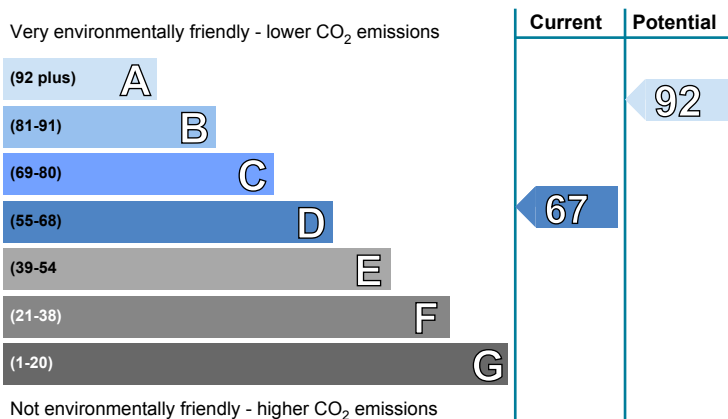 Current Potential
Very environmentally friendly - lower CO2 emissions
(92 plus) A
92
(81-91) B
(69-80) C
(55-68) D
67
(39-54 E
(21-38) F
(1-20) G
Not environmentally friendly - higher CO2 emissions